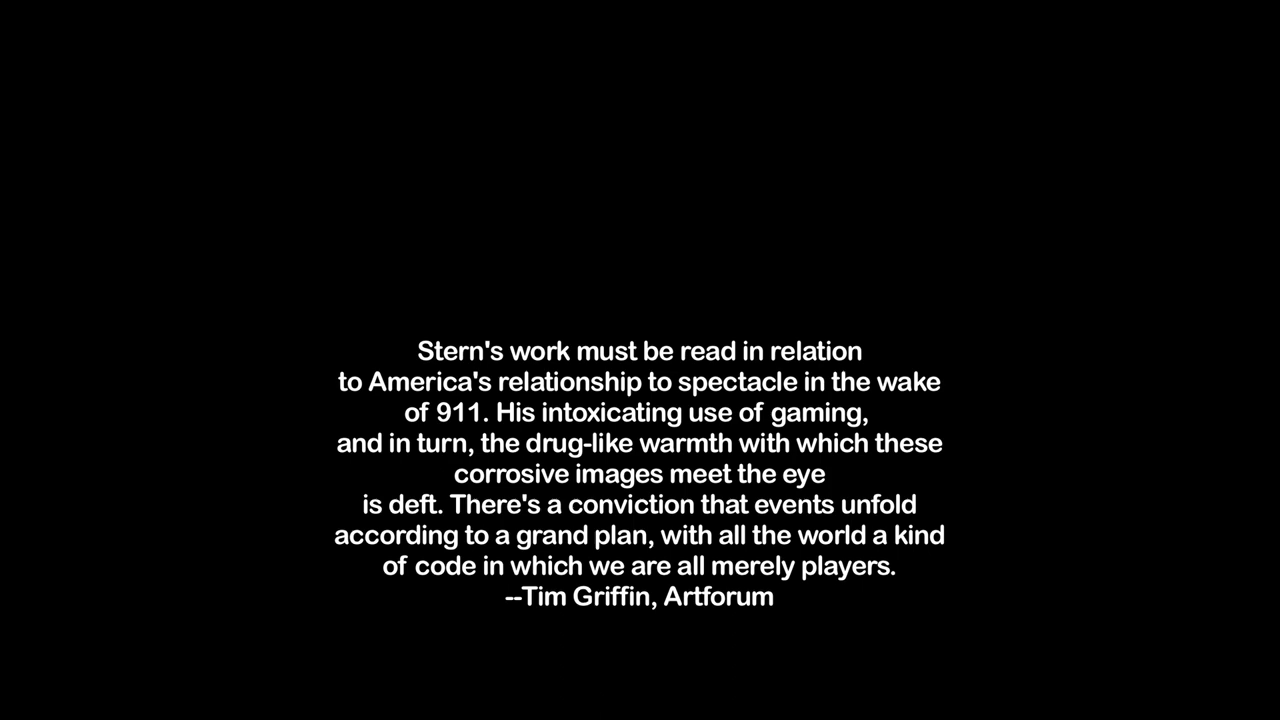 Stern's work must be read in relation
to America's relationship to spectacle in the wake
of 911. His intoxicating use of gaming,
and in turn, the drug-like warmth with which these
corrosive images meet the eye
is deft. There's a conviction that events unfold
according to a grand plan, with all the world a kind
of code in which we are all merely players.
--Tim Griffin, Artforum